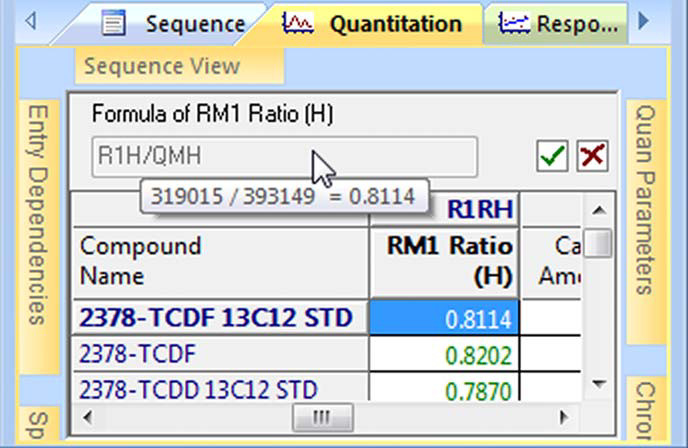 Sequence
Quantitation
Respo...
Sequence View
Entry Dependencies
Sp
Formula of RM1 Ratio (H)
R1H/QMH
319015 / 393149 = 0.8114
R1RH
Compound Name
RM1 Ratio (H)
Ca
Am
2378-TCDF 13C12 STD
0.8114
2378-TCDF
0.8202
2378-TCDD 13C12 STD
0.7870
Quan Parameters
Chror